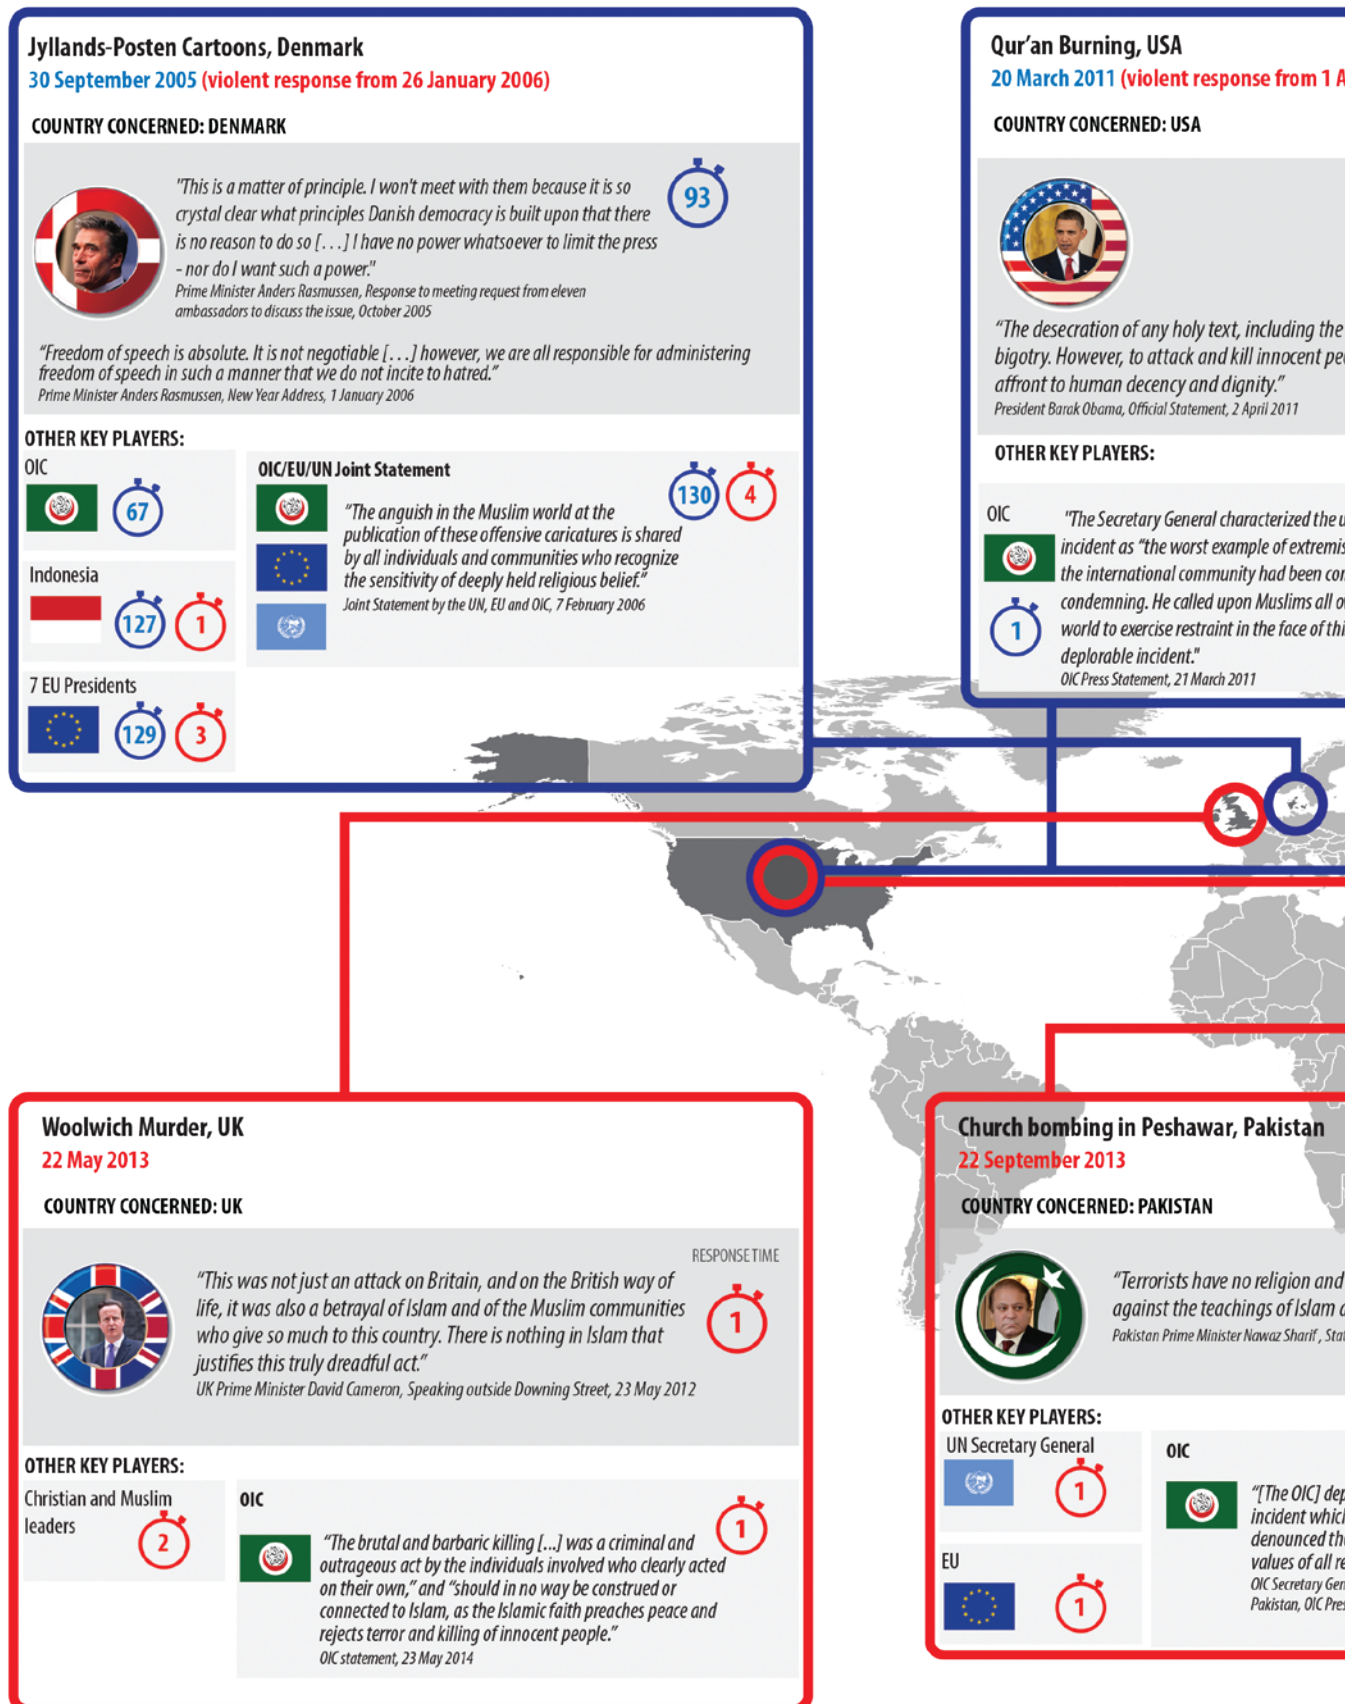 Jyllands-Posten Cartoons, Denmark
30 September 2005 (violent response from 26 January 2006)
COUNTRY CONCERNED: DENMARK
"This is a matter of principle. I won't meet with them because it is so
crystal clear what principles Danish democracy is built upon that there
is no reason to do so [...] I have no power whatsoever to limit the press
- nor do I want such a power."
Prime Minister Anders Rasmussen, Response to meeting request from eleven
ambassadors to discuss the issue, October 2005
93
“Freedom of speech is absolute. It is not negotiable [...] however, we are all responsible for administering
freedom of speech in such a manner that we do not incite to hatred.”
Prime Minister Anders Rasmussen, New Year Address, 1 January 2006
OTHER KEY PLAYERS:
OIC
67
Indonesia
127
1
7 EU Presidents
129
3
OIC/EU/UN Joint Statement
130
4
“The anguish in the Muslim world at the
publication of these offensive caricatures is shared
by all individuals and communities who recognize
the sensitivity of deeply held religious belief.”
Joint Statement by the UN, EU and OIC, 7 February 2006
Qur’an Burning, USA
20 March 2011 (violent response from 1
COUNTRY CONCERNED: USA
“The desecration of any holy text, including the
bigotry. However, to attack and kill innocent
affront to human decency and dignity.”
President Barak Obama, Official Statement, 2 April 2011
OTHER KEY PLAYERS:
OIC
1
"The Secretary General characterized the
incident as “the worst example of
the international community had been
condemning. He called upon Muslims all
world to exercise restraint in the face of
deplorable incident."
OIC Press Statement, 21 March 2011
Woolwich Murder, UK
22 May 2013
COUNTRY CONCERNED: UK
RESPONSE TIME
1
“This was not just an attack on Britain, and on the British way of
life, it was also a betrayal of Islam and of the Muslim communities
who give so much to this country. There is nothing in Islam that
justifies this truly dreadful act.”
UK Prime Minister David Cameron, Speaking outside Downing Street, 23 May 2012
OTHER KEY PLAYERS:
Christian and Muslim
leaders
2
OIC
1
“The brutal and barbaric killing [...] was a criminal and
outrageous act by the individuals involved who clearly acted
on their own,” and “should in no way be construed or
connected to Islam, as the Islamic faith preaches peace and
rejects terror and killing of innocent people.”
OIC statement, 23 May 2014
Church bombing in Peshawar, Pakistan
22 September 2013
COUNTRY CONCERNED: PAKISTAN
“Terrorists have no religion and
against the teachings of Islam
Pakistan Prime Minister Nawaz Sharif,
OTHER KEY PLAYERS:
UN Secretary General
1
EU
1
OIC
“[The OIC]
incident
denounced
values of all
OIC Secretary
Pakistan, OIC